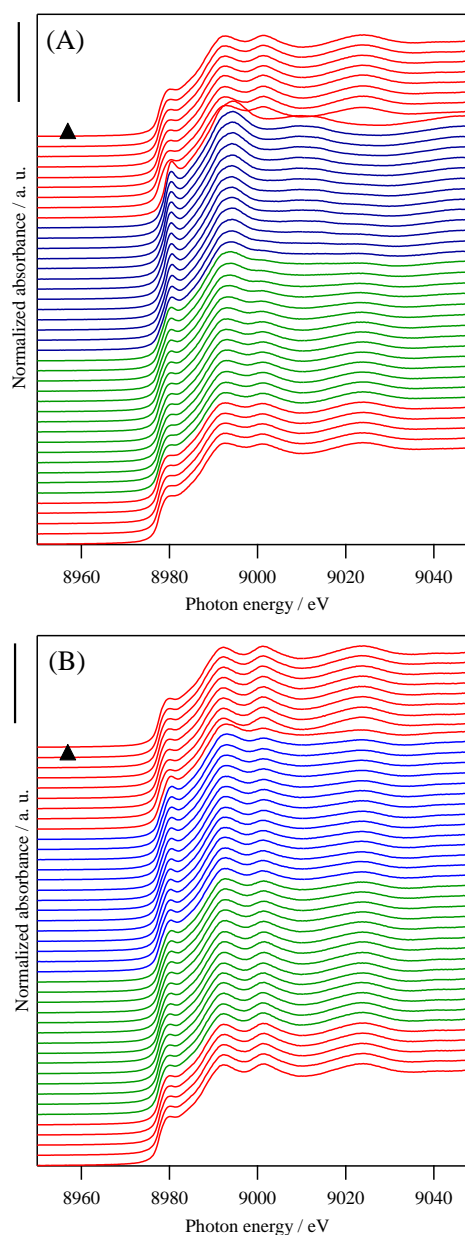 (A)
Normalized absorbance / a. u.
8960 8980 9000 9020 9040
Photon energy / eV
(B)
Normalized absorbance / a. u.
8960 8980 9000 9020 9040
Photon energy / eV